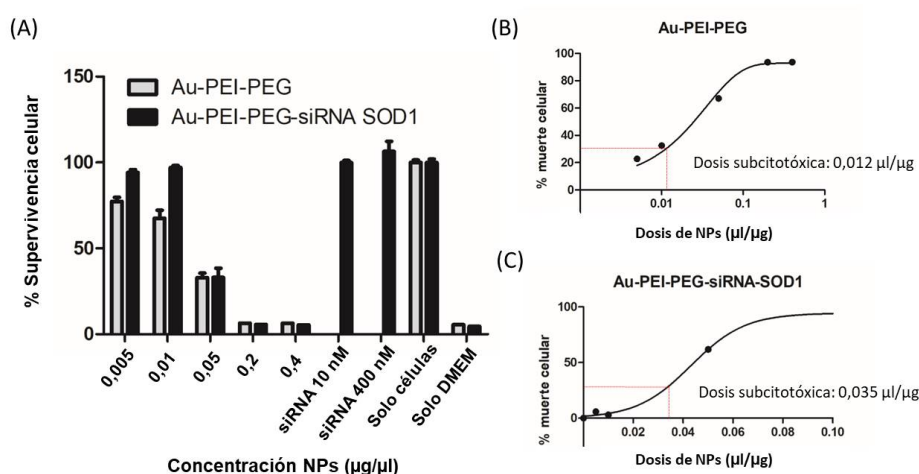 (A)
150
100
50
0
% Supervivencia celular
Au-PEI-PEG
Au-PEI-PEG-siRNA SOD1
0,005
0,01
0,05
0,2
0,4
siRNA 10 nM
siRNA 400 nM
Solo células
Solo DMEM
Concentración NPs (µg/µl)
(B)
Au-PEI-PEG
% muerte celular
100
80
60
40
20
0
Dosis subcitotóxica: 0,012 µl/µg
0.01
0.1
1
Dosis de NPs (µl/µg)
(C)
Au-PEI-PEG-siRNA-SOD1
% muerte celular
100
50
0
Dosis subcitotóxica: 0,035 µl/µg
0.02
0.04
0.06
0.08
0.10
Dosis de NPs (µl/µg)